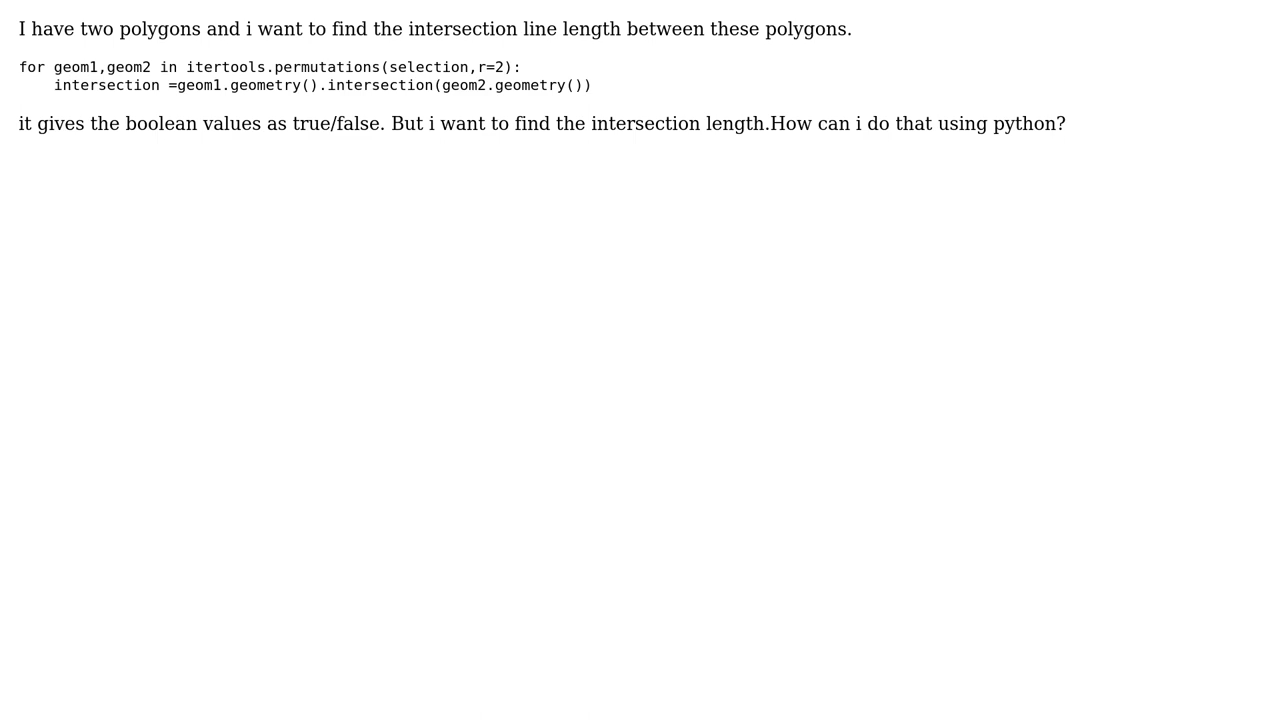 I have two polygons and i want to find the intersection line length between these polygons.
for geom1,geom2 in itertools.permutations(selection,r=2):
    intersection =geom1.geometry().intersection(geom2.geometry())
it gives the boolean values as true/false. But i want to find the intersection length.How can i do that using python?